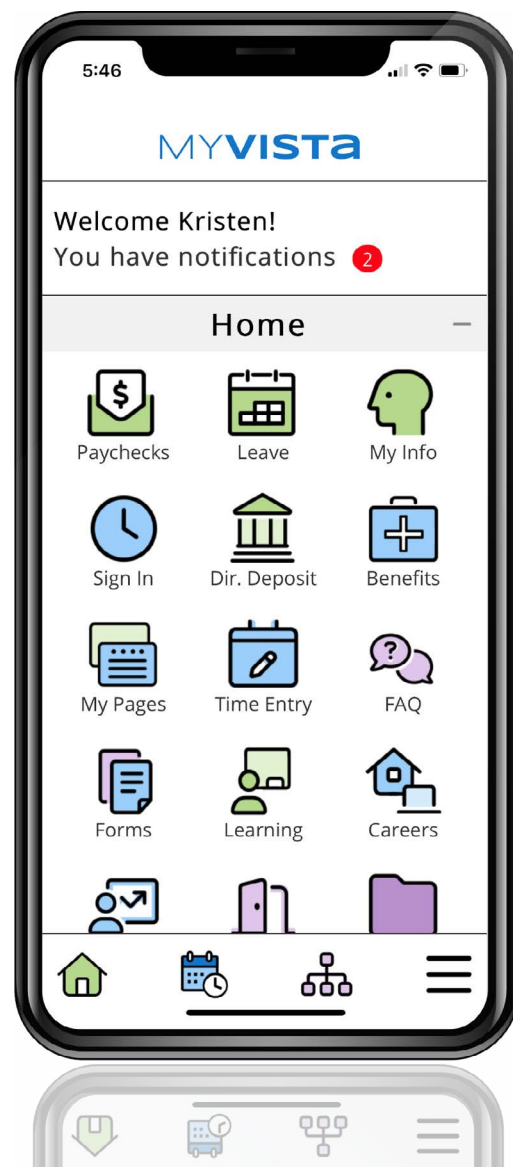 5:46
MYVISTa
Welcome Kristen!
You have notifications 2
Home
$
Paychecks Leave My Info
Sign In Dir. Deposit Benefits
?
My Pages Time Entry FAQ
Forms Learning Careers